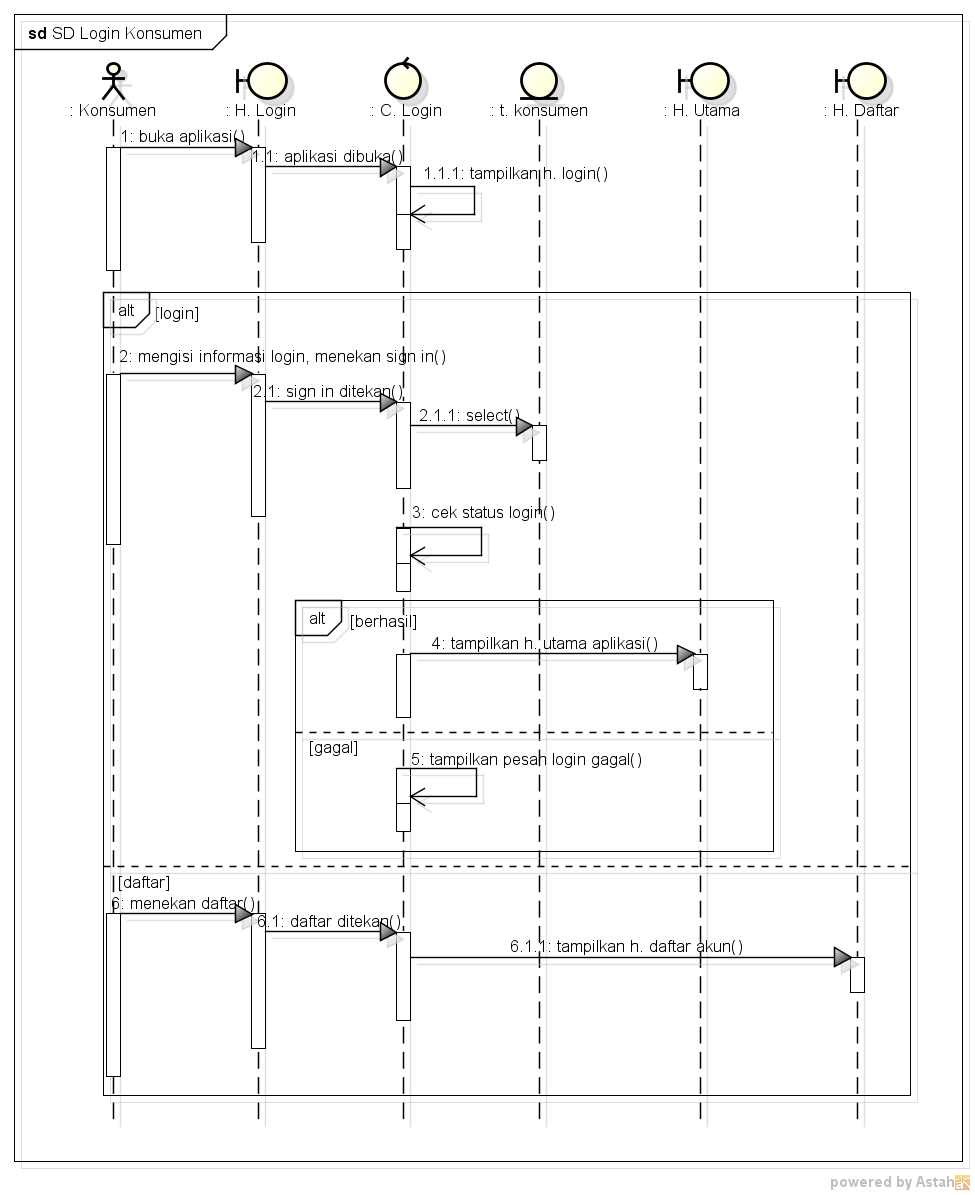 sd SD Login Konsumen
: Konsumen
: H. Login
: C. Login
: t. konsumen
: H. Utama
: H. Daftar
1: buka aplikasi()
1.1: aplikasi dibuka()
1.1.1: tampilkan h. login()
alt
[login]
2: mengisi informasi login, menekan sign in()
2.1: sign in ditekan()
2.1.1: select()
3: cek status login()
alt
[berhasil]
4: tampilkan h. utama aplikasi()
[gagal]
5: tampilkan pesan login gagal()
[daftar]
6: menekan daftar()
6.1: daftar ditekan()
6.1.1: tampilkan h. daftar akun()
powered by Astah